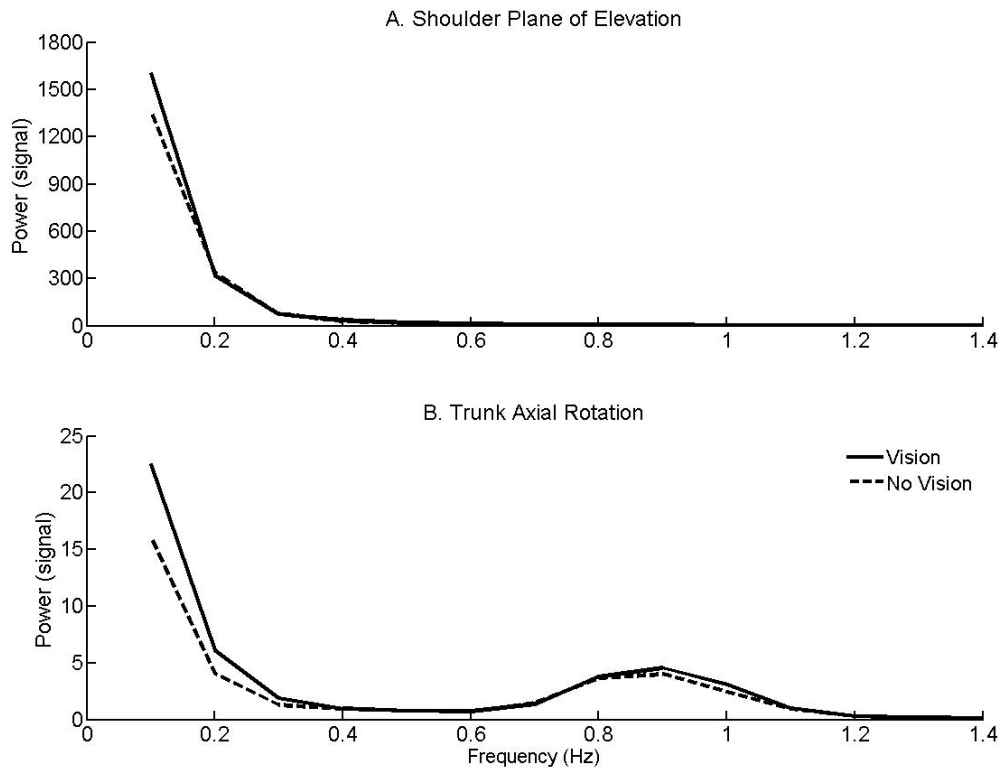 A. Shoulder Plane of Elevation
1800
1500
1200
900
600
300
0
Power (signal)
0 0.2 0.4 0.6 0.8 1 1.2 1.4
B. Trunk Axial Rotation
25
20
15
10
5
0
Power (signal)
Vision
No Vision
0 0.2 0.4 0.6 0.8 1 1.2 1.4
Frequency (Hz)